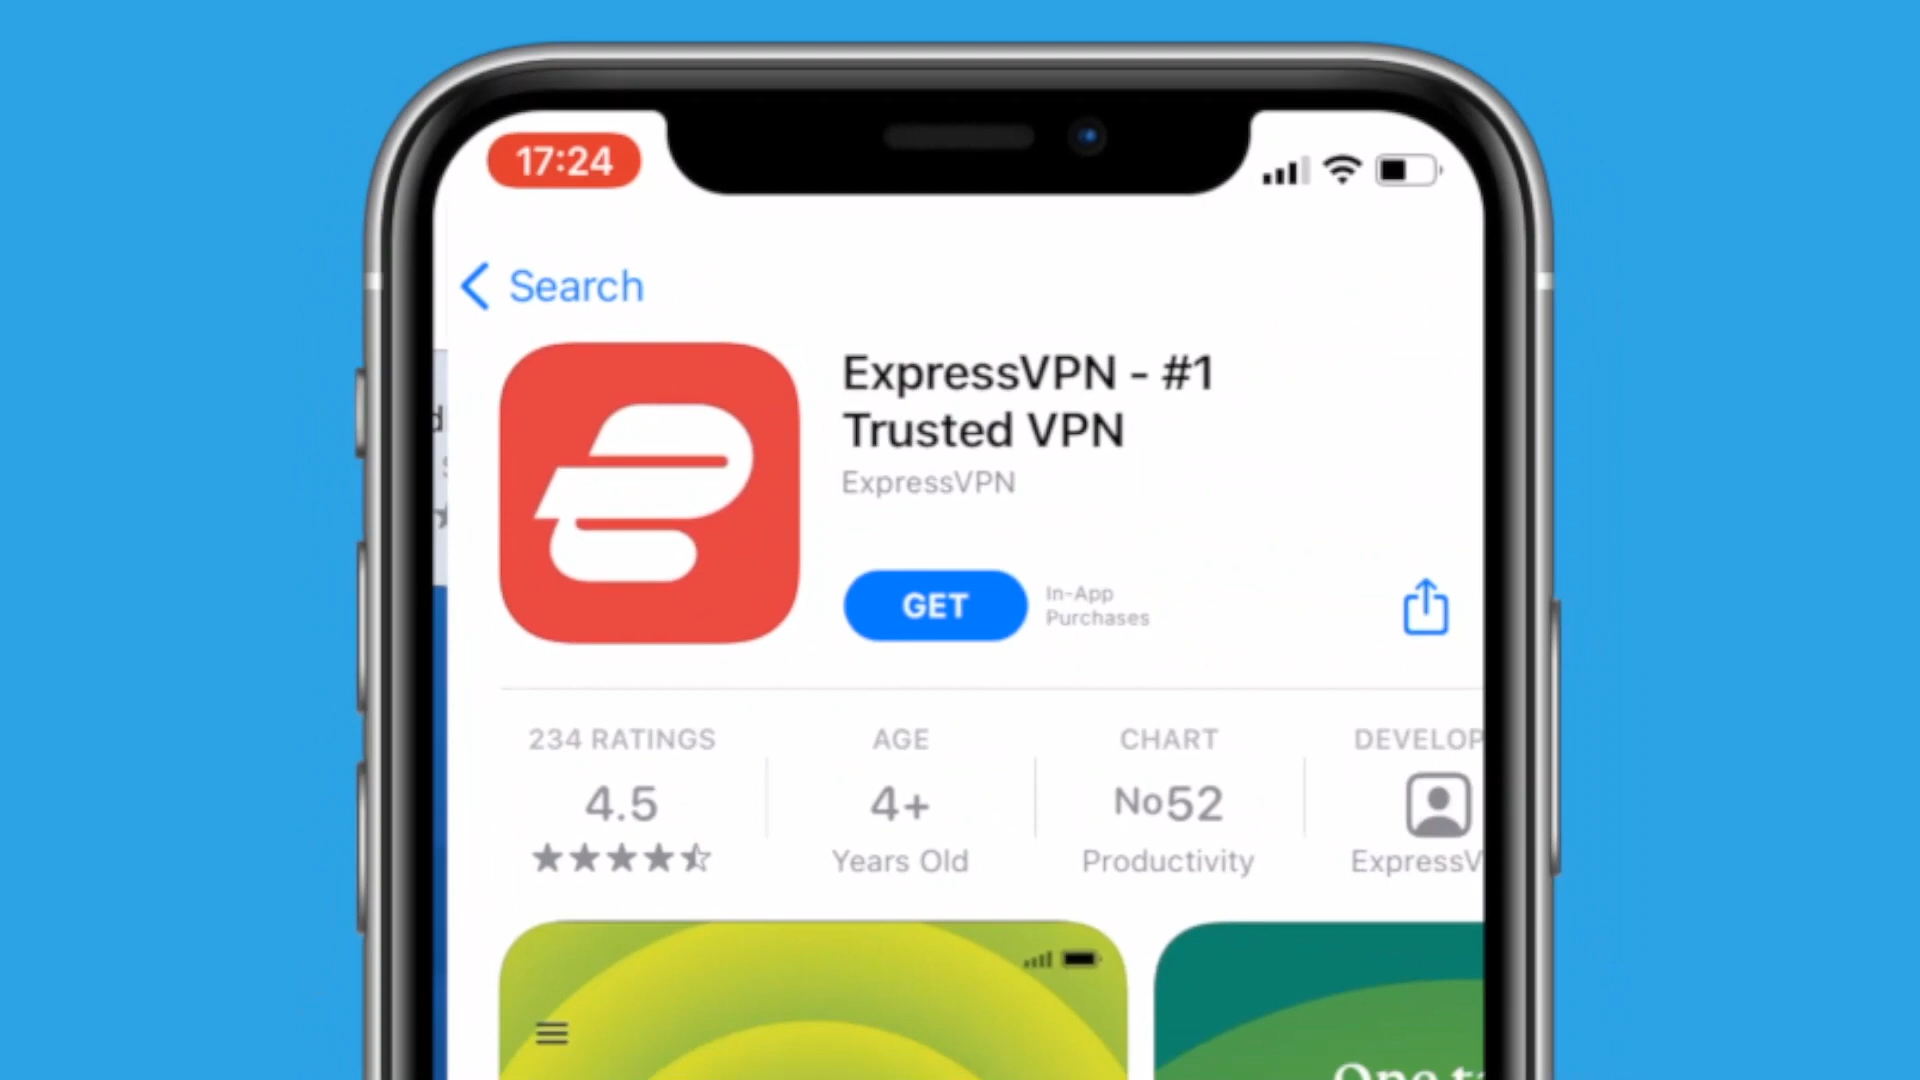 17:24
Search
ExpressVPN - #1
Trusted VPN
ExpressVPN
GET
In-App
Purchases
234 RATINGS
AGE
CHART
DEVELOP
4.5
4+
No52
Years Old
Productivity
ExpressV
One t